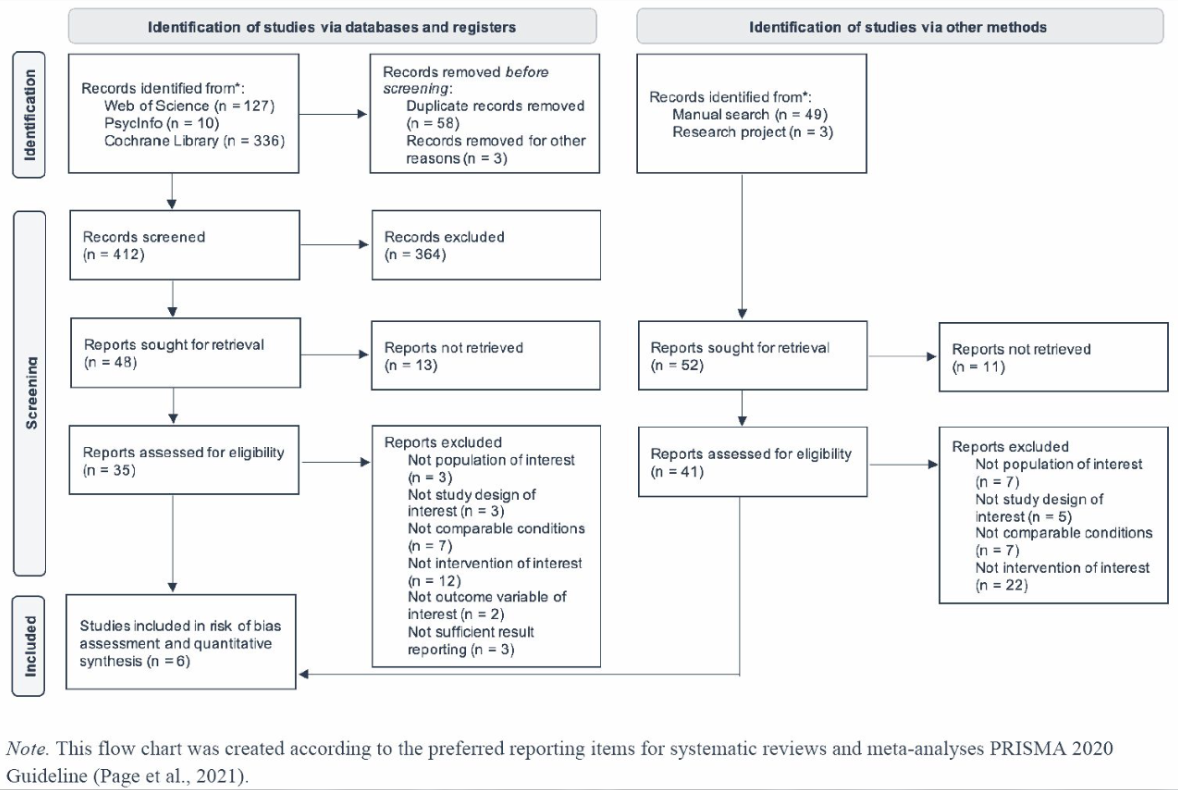 Identification of studies via databases and registers
Identification of studies via other methods
Identification
Records identified from*:
Web of Science (n = 127)
PsycInfo (n = 10)
Cochrane Library (n = 336)
Records removed before
screening:
Duplicate records removed
(n = 58)
Records removed for other
reasons (n = 3)
Records identified from*:
Manual search (n = 49)
Research project (n = 3)
Screening
Records screened
(n = 412)
Records excluded
(n = 364)
Reports sought for retrieval
(n = 48)
Reports not retrieved
(n = 13)
Reports sought for retrieval
(n = 52)
Reports not retrieved
(n = 11)
Reports assessed for eligibility
(n = 35)
Reports excluded
Not population of interest
(n = 3)
Not study design of
interest (n = 3)
Not comparable conditions
(n = 7)
Not intervention of interest
(n = 12)
Not outcome variable of
interest (n = 2)
Not sufficient result
reporting (n = 3)
Reports assessed for eligibility
(n = 41)
Reports excluded
Not population of interest
(n = 7)
Not study design of
interest (n = 5)
Not comparable conditions
(n = 7)
Not intervention of interest
(n = 22)
Included
Studies included in risk of bias
assessment and quantitative
synthesis (n = 6)
Note. This flow chart was created according to the preferred reporting items for systematic reviews and meta-analyses PRISMA 2020
Guideline (Page et al., 2021).